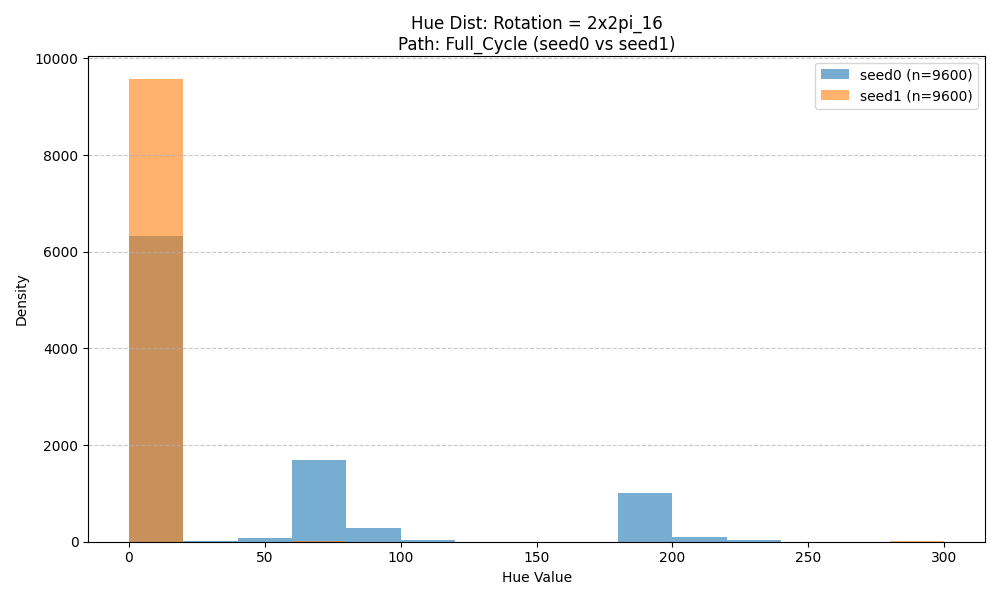 Hue Dist: Rotation = 2x2pi_16
Path: Full_Cycle (seed0 vs seed1)
seed0 (n=9600)
seed1 (n=9600)
10000
8000
6000
4000
2000
0
Density
0 50 100 150 200 250 300
Hue Value